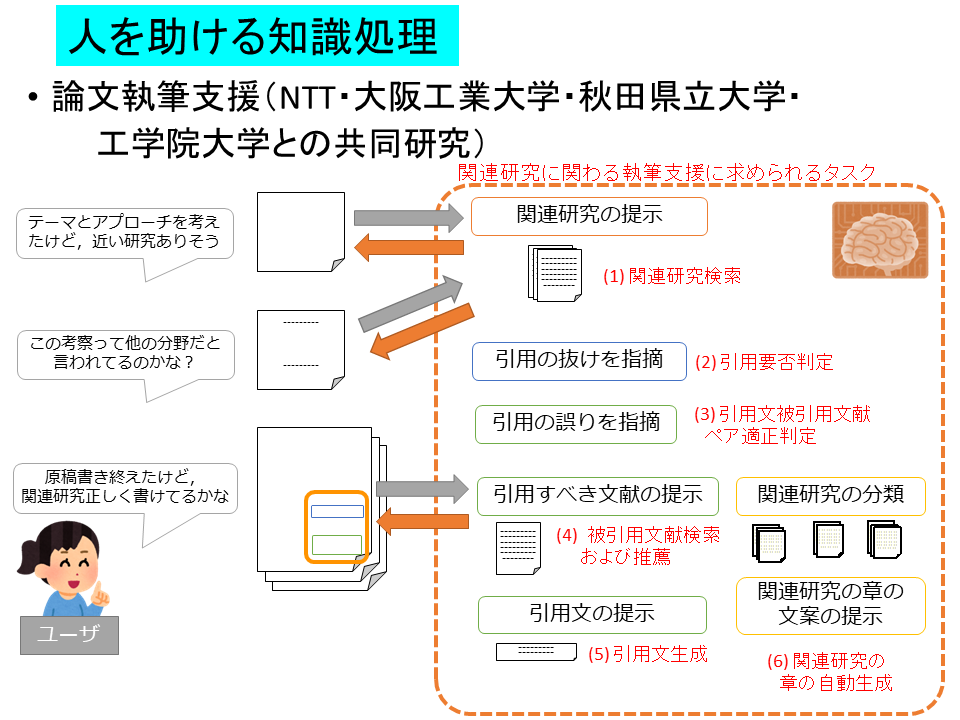 人を助ける知識処理
• 論文執筆支援（NTT・大阪工業大学・秋田県立大学・
工学院大学との共同研究）
関連研究に関わる執筆支援に求められるタスク
テーマとアプローチを考え
たけど，近い研究ありそう
関連研究の提示
(1) 関連研究検索
この考察って他の分野だと
言われてるのかな？
引用の抜けを指摘
(2) 引用要否判定
引用の誤りを指摘
(3) 引用文被引用文献
ペア適正判定
原稿書き終えたけど，
関連研究正しく書けてるかな
引用すべき文献の提示
(4) 被引用文献検索
および推薦
関連研究の分類
引用文の提示
(5) 引用文生成
関連研究の章の
文案の提示
(6) 関連研究の
章の自動生成
ユーザ